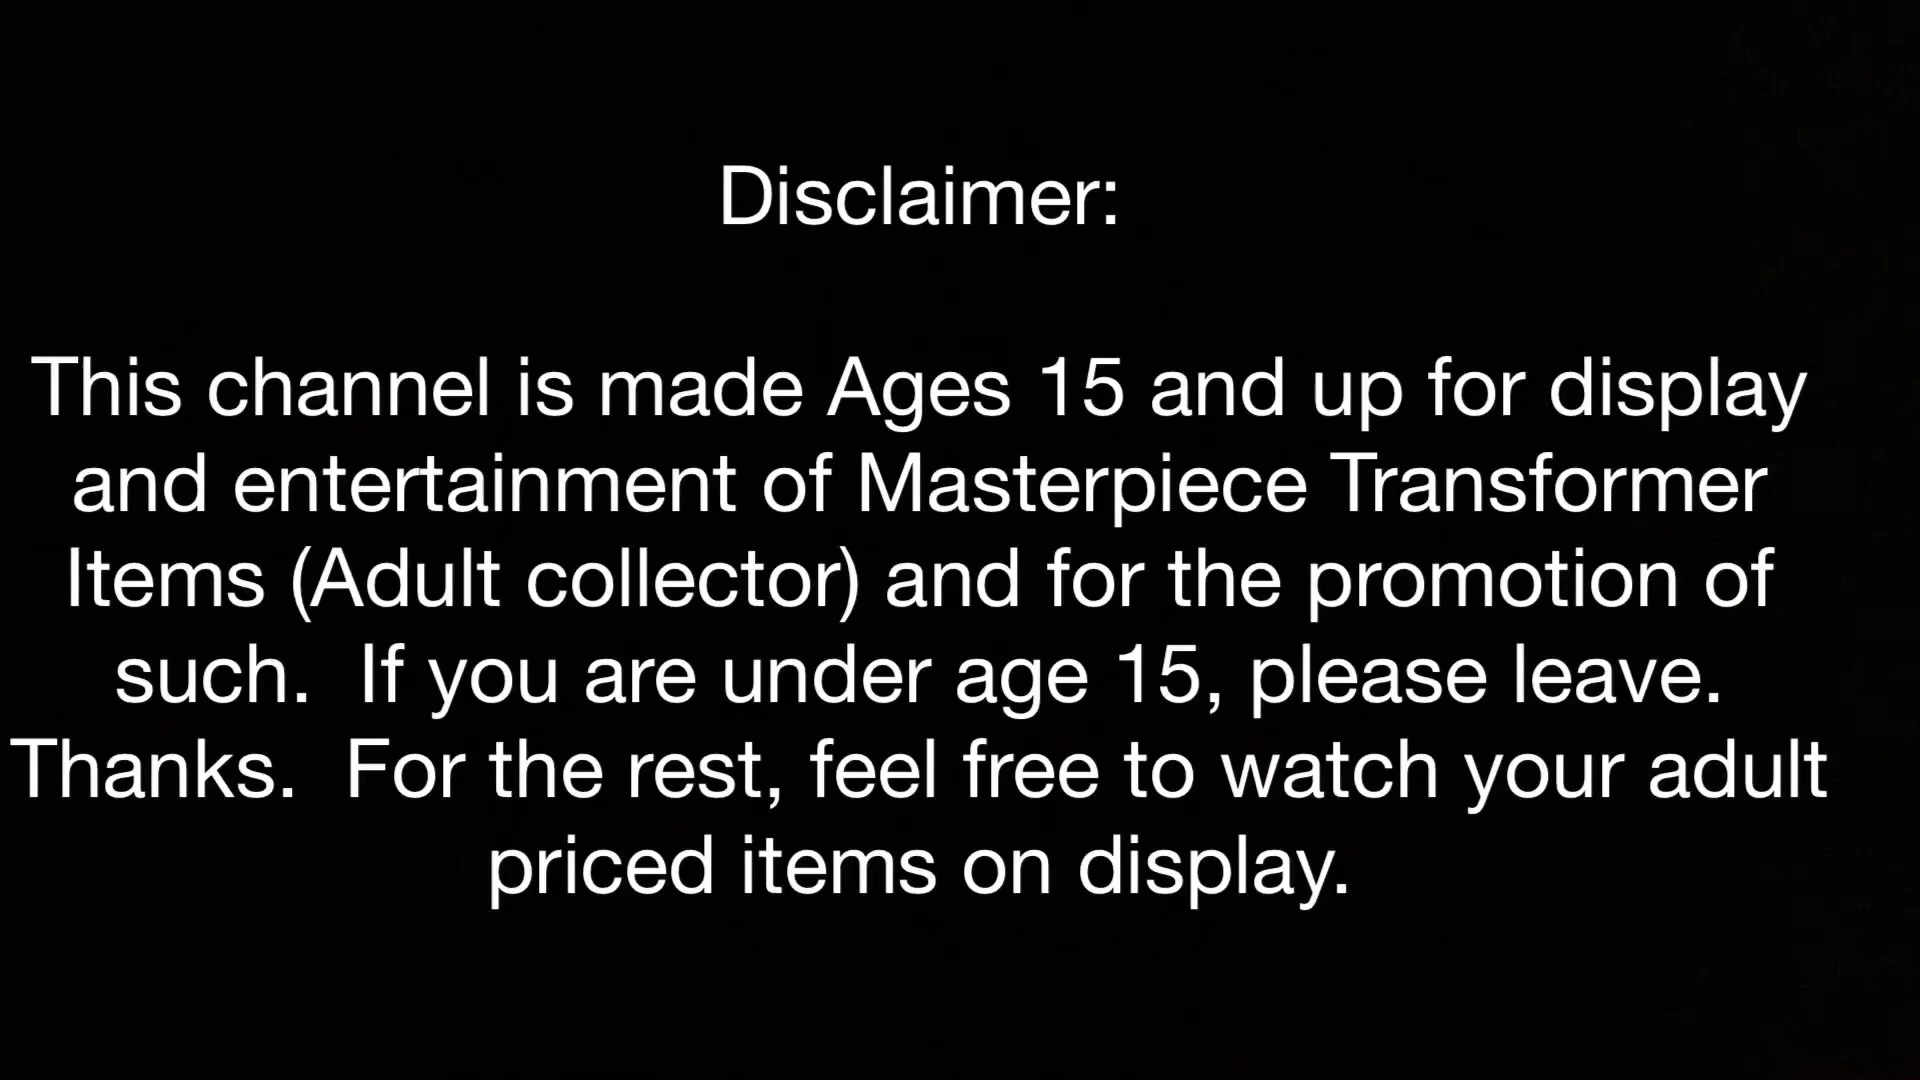 Disclaimer:
This channel is made Ages 15 and up for display
and entertainment of Masterpiece Transformer
Items (Adult collector) and for the promotion of
such.  If you are under age 15, please leave.
Thanks.  For the rest, feel free to watch your adult
priced items on display.